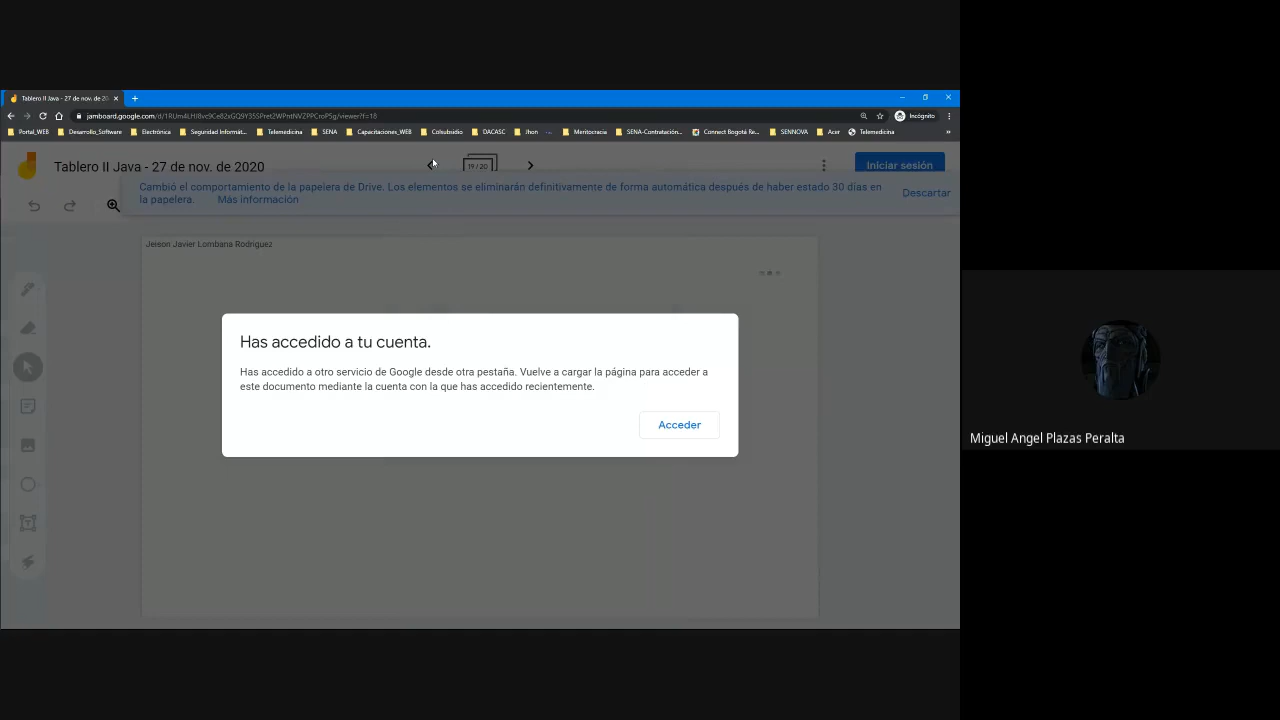 Tablero II Java - 27 de nov. de 20
jamboard.google.com
Incógnito
Portal_WEB
Desarrollo_Software
Electrónica
Seguridad Informát...
Telemedicina
SENA
Capacitaciones_WEB
Colsubsidio
DACASC
Jhon
Meritocracia
SENA-Contratación...
Connect Bogotá Re...
SENNOVA
Acer
Telemedicina
»
Tablero II Java - 27 de nov. de 2020
19 / 20
Iniciar sesión
Cambió el comportamiento de la papelera de Drive. Los elementos se eliminarán definitivamente de forma automática después de haber estado 30 días en
la papelera. Más información
Descartar
Jeison Javier Lombana Rodriguez
Has accedido a tu cuenta.
Has accedido a otro servicio de Google desde otra pestaña. Vuelve a cargar la página para acceder a
este documento mediante la cuenta con la que has accedido recientemente.
Acceder
Miguel Angel Plazas Peralta